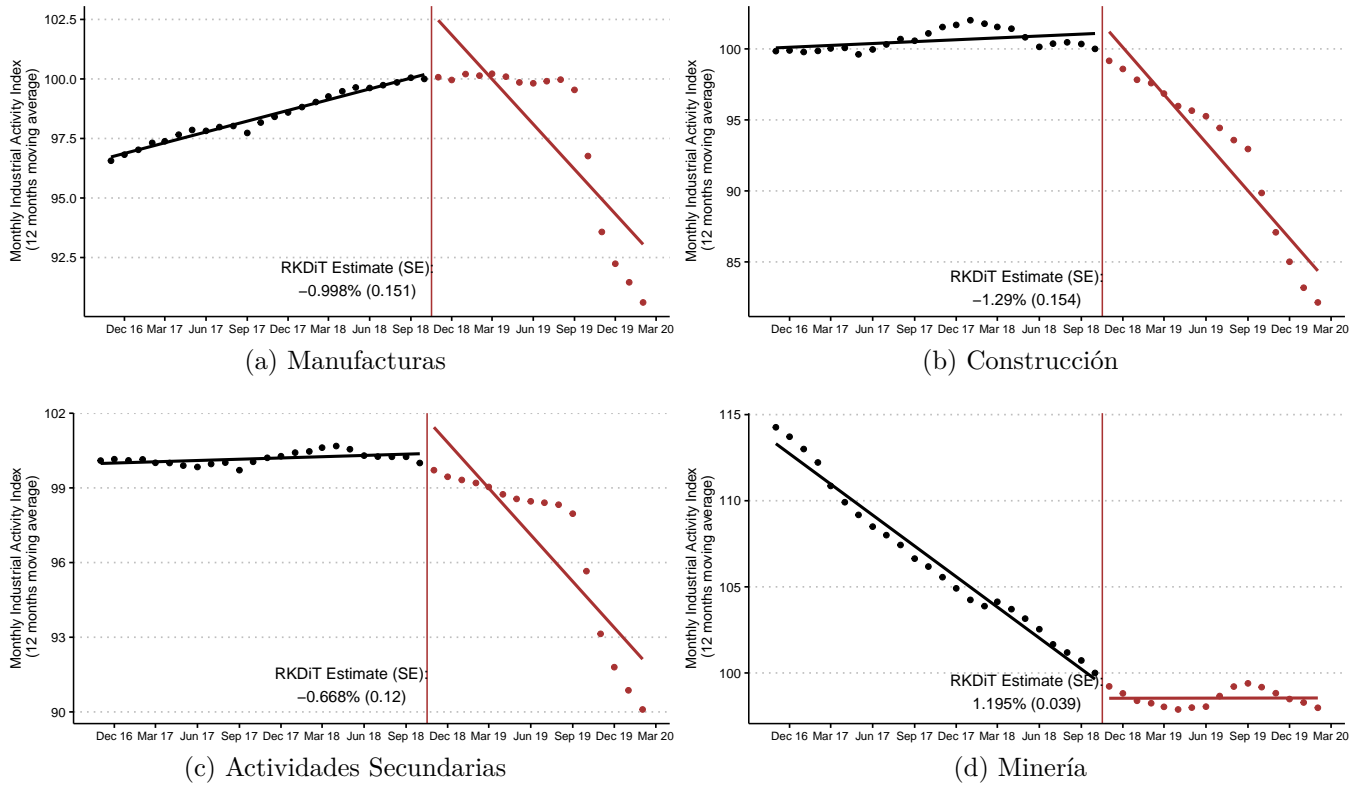 Monthly Industrial Activity Index
(12 months moving average)
102.5
100.0
97.5
95.0
92.5
RKDiT Estimate (SE):
−0.998% (0.151)
Dec 16 Mar 17 Jun 17 Sep 17 Dec 17 Mar 18 Jun 18 Sep 18 Dec 18 Mar 19 Jun 19 Sep 19 Dec 19 Mar 20
(a) Manufacturas
Monthly Industrial Activity Index
(12 months moving average)
100
95
90
85
RKDiT Estimate (SE):
−1.29% (0.154)
Dec 16 Mar 17 Jun 17 Sep 17 Dec 17 Mar 18 Jun 18 Sep 18 Dec 18 Mar 19 Jun 19 Sep 19 Dec 19 Mar 20
(b) Construcción
Monthly Industrial Activity Index
(12 months moving average)
102
99
96
93
90
RKDiT Estimate (SE):
−0.668% (0.12)
Dec 16 Mar 17 Jun 17 Sep 17 Dec 17 Mar 18 Jun 18 Sep 18 Dec 18 Mar 19 Jun 19 Sep 19 Dec 19 Mar 20
(c) Actividades Secundarias
Monthly Industrial Activity Index
(12 months moving average)
115
110
105
100
RKDiT Estimate (SE):
1.195% (0.039)
Dec 16 Mar 17 Jun 17 Sep 17 Dec 17 Mar 18 Jun 18 Sep 18 Dec 18 Mar 19 Jun 19 Sep 19 Dec 19 Mar 20
(d) Minería